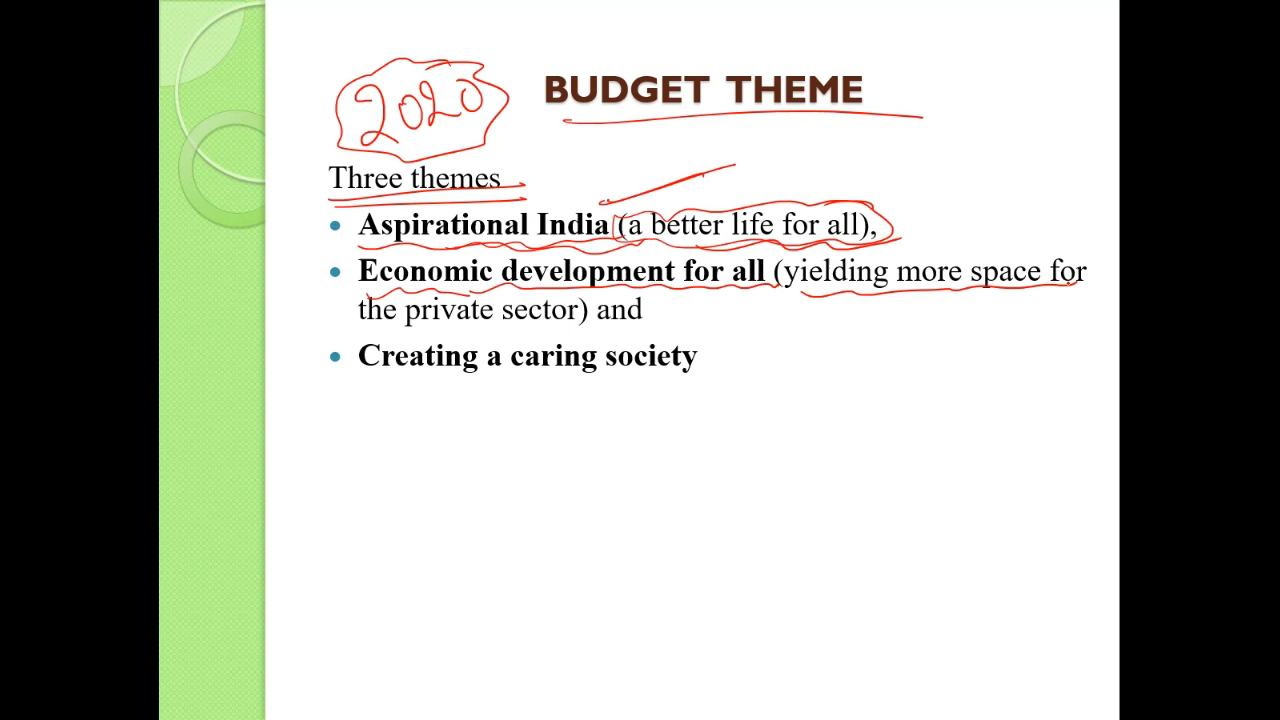 2020
BUDGET THEME
Three themes
• Aspirational India (a better life for all),
• Economic development for all (yielding more space for
the private sector) and
• Creating a caring society